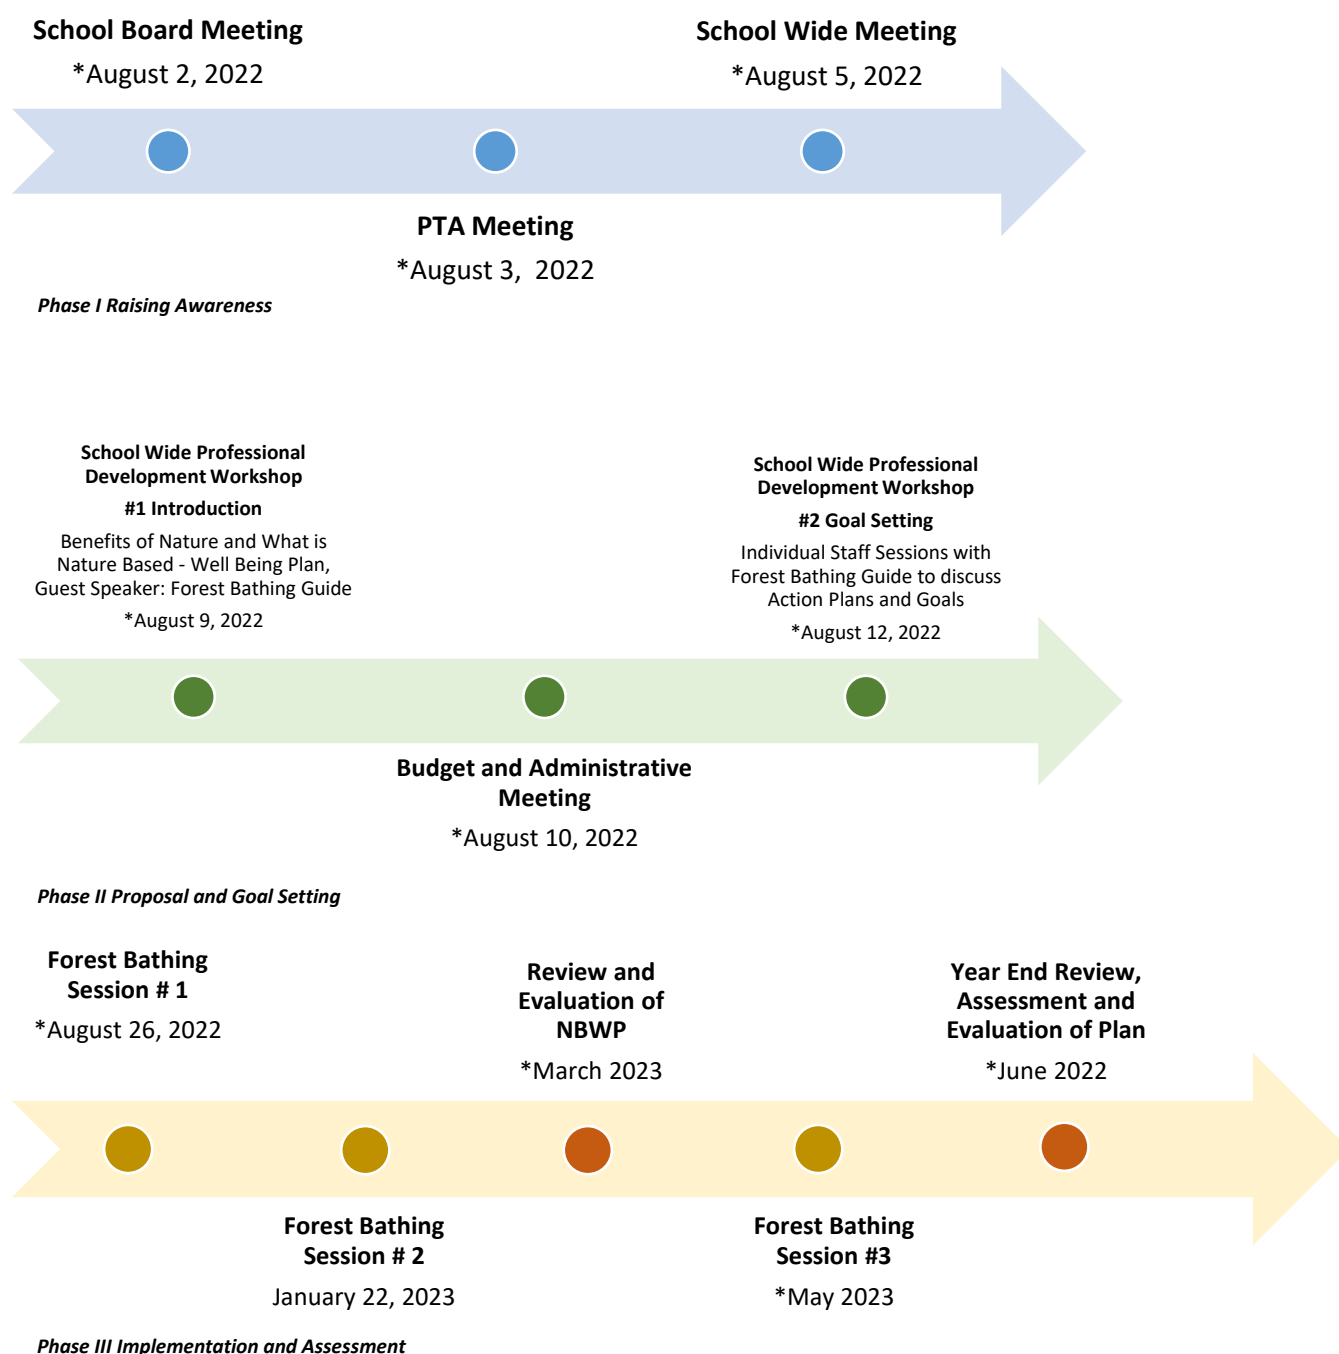 School Board Meeting
*August 2, 2022
School Wide Meeting
*August 5, 2022
PTA Meeting
*August 3,  2022
Phase I Raising Awareness
School Wide Professional
Development Workshop
#1 Introduction
Benefits of Nature and What is
Nature Based - Well Being Plan,
Guest Speaker: Forest Bathing Guide
*August 9, 2022
School Wide Professional
Development Workshop
#2 Goal Setting
Individual Staff Sessions with
Forest Bathing Guide to discuss
Action Plans and Goals
*August 12, 2022
Budget and Administrative
Meeting
*August 10, 2022
Phase II Proposal and Goal Setting
Forest Bathing
Session # 1
*August 26, 2022
Review and
Evaluation of
NBWP
*March 2023
Year End Review,
Assessment and
Evaluation of Plan
*June 2022
Forest Bathing
Session # 2
January 22, 2023
Forest Bathing
Session #3
*May 2023
Phase III Implementation and Assessment